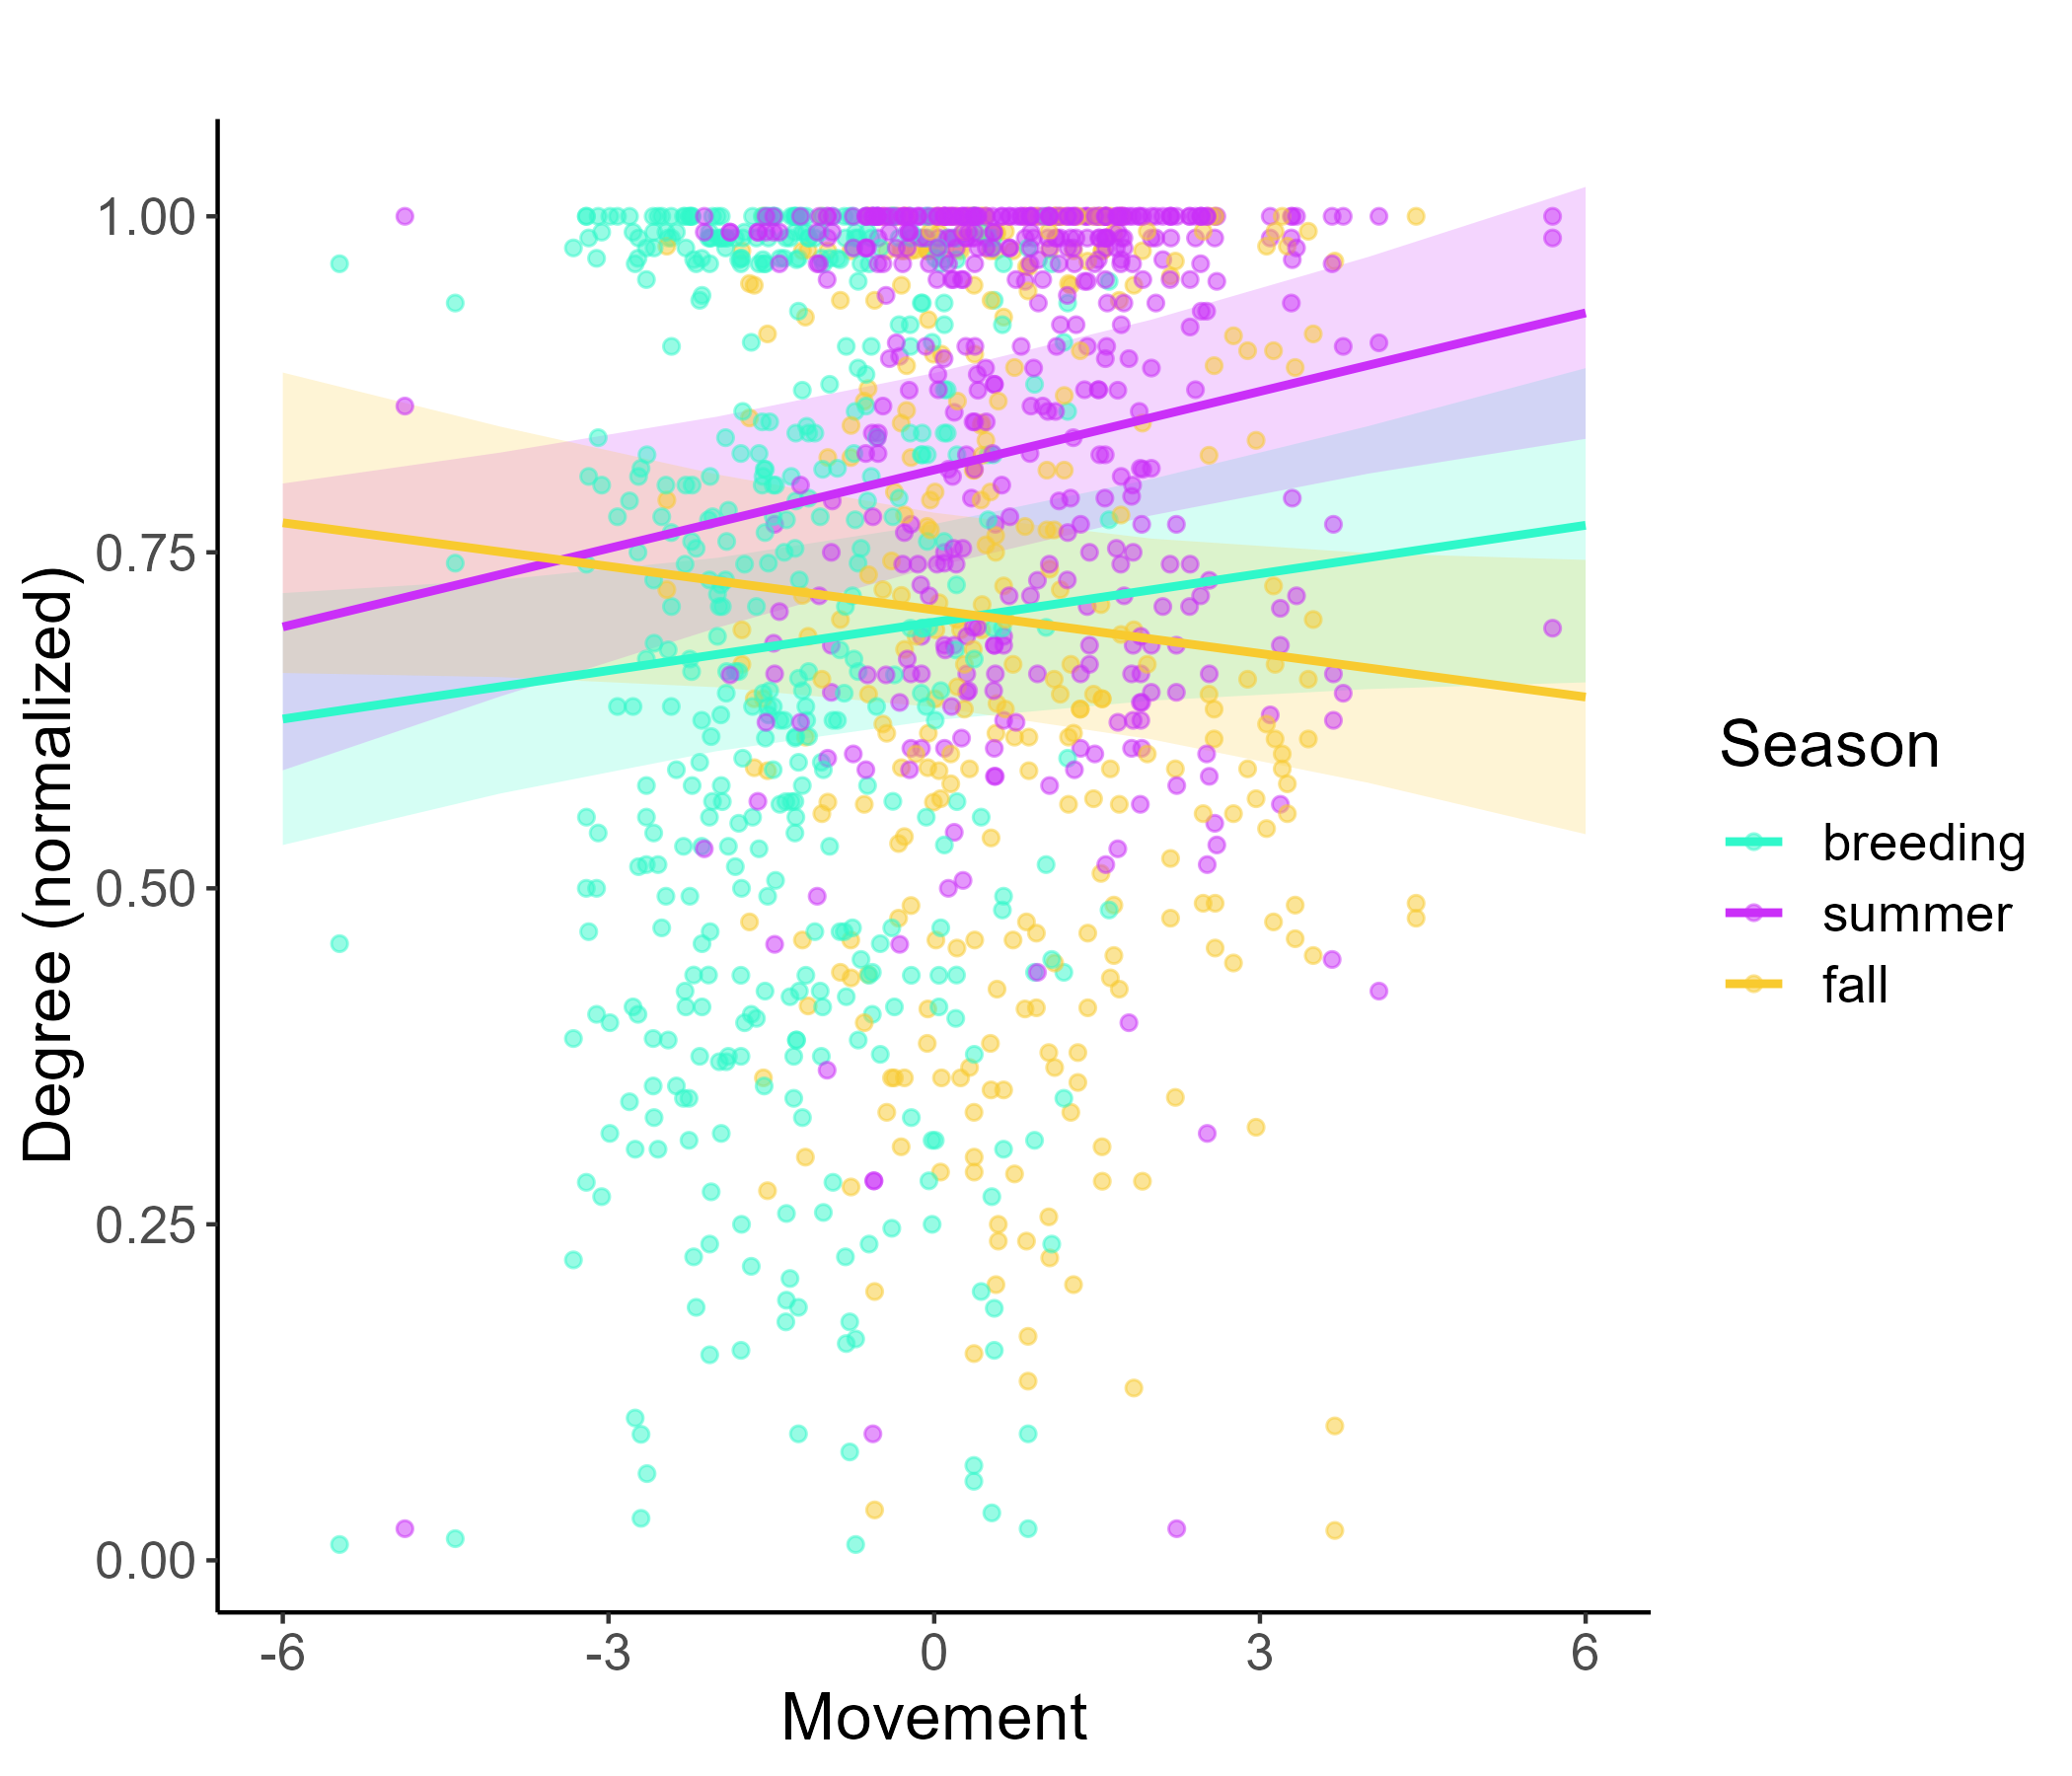 1.00
0.75
0.50
0.25
0.00
Degree (normalized)
-6
-3
0
3
6
Movement
Season
breeding
summer
fall